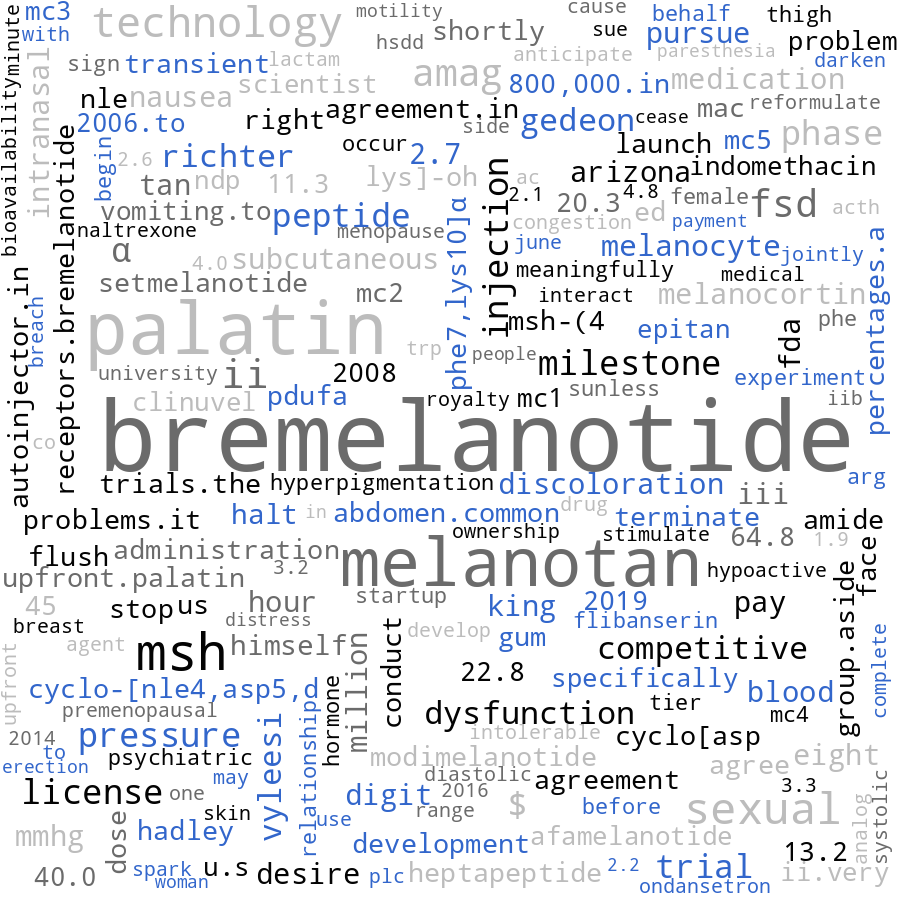 mc3
with
bioavailabilityminute
technology
motility
shortly
hsdd
cause
sue
behalf
pursue
thigh
problem
darken
sign
transient
lactam
scientist
anticipate
paresthesia
amag
800,000.in
medication
intranasal
nle
nausea
2006.to
right
agreement.in
side
gedeon
cease
mac
reformulate
launch
mc5
phase
occur
2.7
begin
2.6
richter
tan
ndp
11.3
lys]-oh
ac
2.1
arizona
indomethacin
4.8
20.3
female
fsd
acth
vomiting.to
peptide
naltrexone
menopause
congestion
ed
payment
α
4.0
subcutaneous
june
melanocyte
jointly
setmelanotide
mc2
meaningfully
medical
interact
melanocortin
receptors.bremelanotide
phe7,lys10]α
injection
msh-(4
epitan
phe
fda
percentages.a
palatin
trp
people
milestone
breach
autoinjector.in
university
ii
2008
pdufa
clinuvel
royalty
mc1
sunless
experiment
iib
bremelanotide
co
trials.the
hyperpigmentation
discoloration
iii
arg
problems.it
halt
in
abdomen.common
drug
terminate
amide
flush
administration
ownership
stimulate
64.8
1.9
3.2
melanotan
hypoactive
face
upfront.palatin
45
stop
us
hour
startup
king
2019
pay
breast
distress
flibanserin
gum
agent
msh
himself
develop
competitive
group.aside
complete
upfront
million
conduct
22.8
specifically
blood
cyclo-[nle4,asp5,d
premenopausal
hormone
relationship
dysfunction
tier
mc4
2014
to
pressure
vyleesi
intolerable
cyclo[asp
erection
psychiatric
modimelanotide
agree
eight
may
diastolic
agreement
3.3
license
one
digit
2016
range
$
before
sexual
analog
systolic
skin
use
mmhg
dose
hadley
development
afamelanotide
13.2
40.0
spark
woman
u.s
desire
plc
heptapeptide
2.2
trial
ondansetron
ii.very